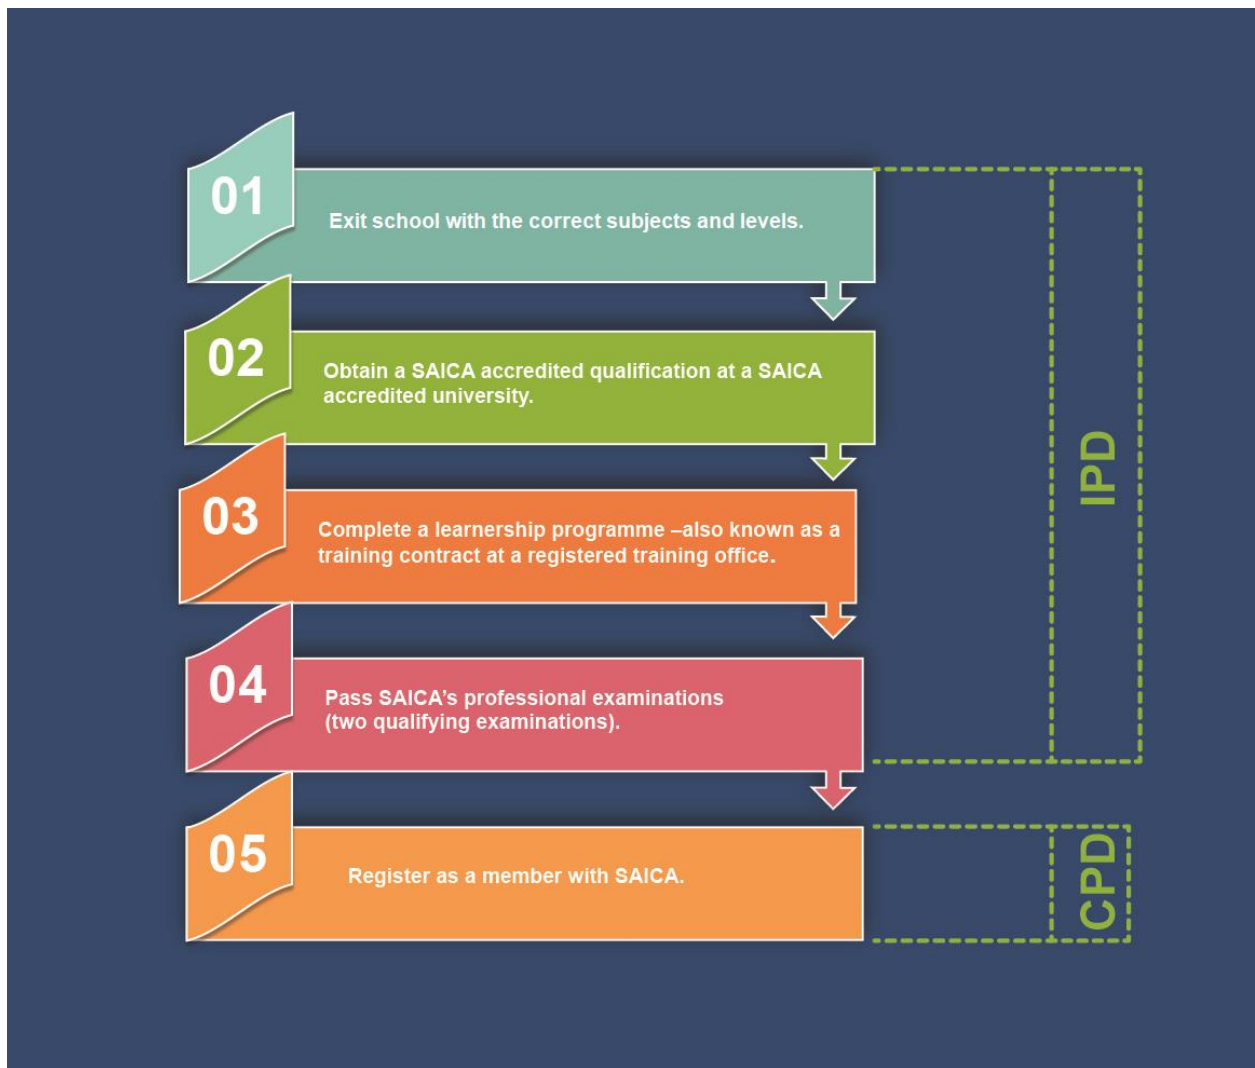 01
Exit school with the correct subjects and levels.
02
Obtain a SAICA accredited qualification at a SAICA
accredited university.
03
Complete a learnership programme –also known as a
training contract at a registered training office.
04
Pass SAICA’s professional examinations
(two qualifying examinations).
05
Register as a member with SAICA.
IPD
CPD